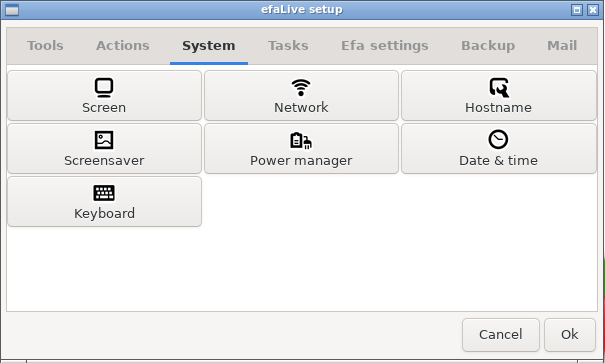 efaLive setup
Tools Actions System Tasks Efa settings Backup Mail
Screen Network Hostname
Screensaver Power manager Date & time
Keyboard
Cancel Ok